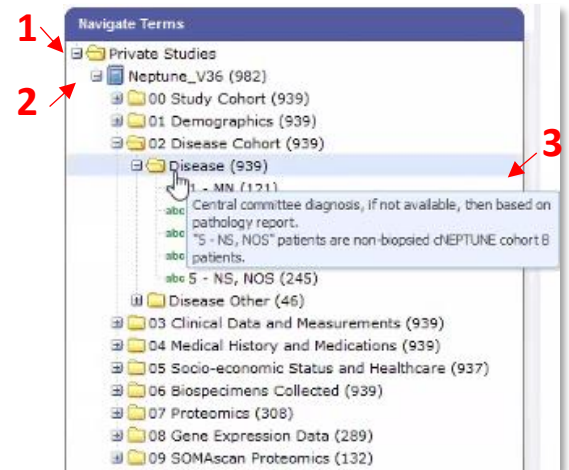 Navigate Terms
1
Private Studies
2
Neptune_V36 (982)
00 Study Cohort (939)
01 Demographics (939)
02 Disease Cohort (939)
3
Disease (939)
1 - MN (121)
abc
Central committee diagnosis, if not available, then based on
abc
pathology report.
"5 - NS, NOS" patients are non-biopsied cNEPTUNE cohort B
abc
patients.
abc 5 - NS, NOS (245)
Disease Other (46)
03 Clinical Data and Measurements (939)
04 Medical History and Medications (939)
05 Socio-economic Status and Healthcare (937)
06 Biospecimens Collected (939)
07 Proteomics (308)
08 Gene Expression Data (289)
09 SOMAscan Proteomics (132)